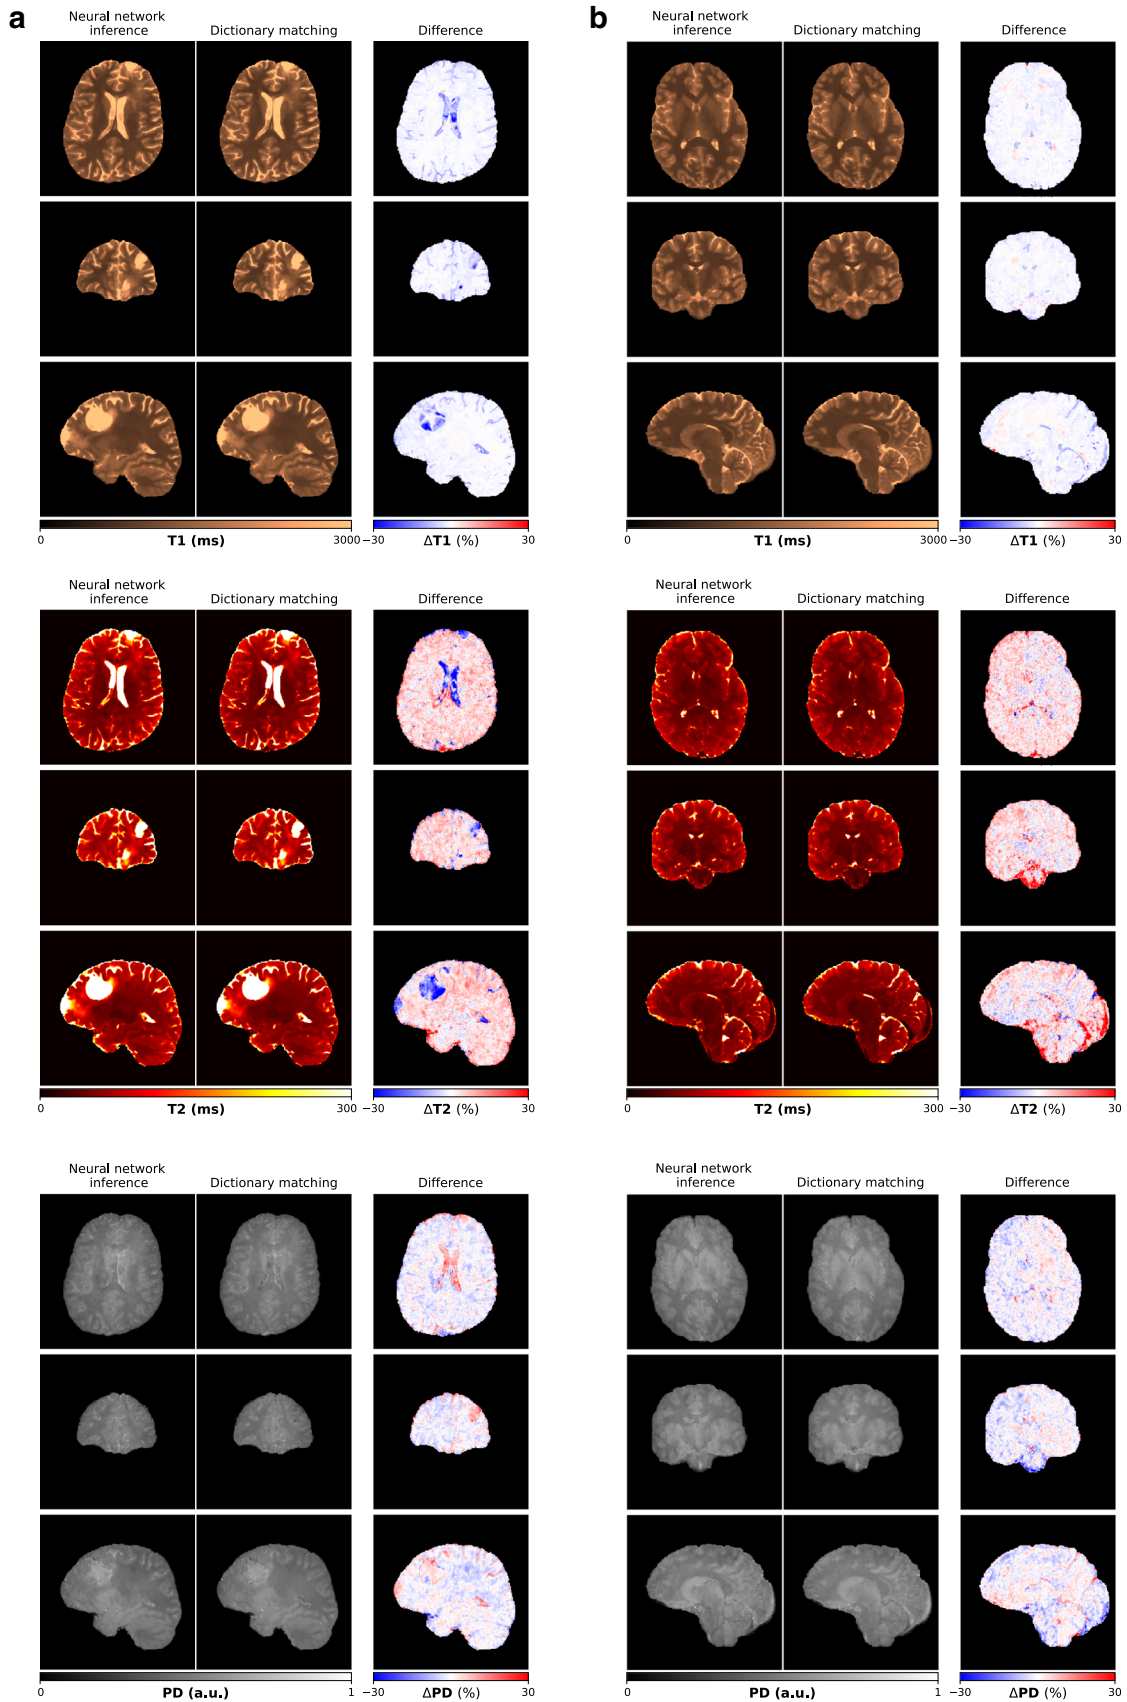 a
b
Neural network
inference
Dictionary matching
Difference
Neural network
inference
Dictionary matching
Difference
0
T1 (ms)
3000
−30
ΔT1 (%)
30
0
T1 (ms)
3000
−30
ΔT1 (%)
30
Neural network
inference
Dictionary matching
Difference
Neural network
inference
Dictionary matching
Difference
0
T2 (ms)
300
−30
ΔT2 (%)
30
0
T2 (ms)
300
−30
ΔT2 (%)
30
Neural network
inference
Dictionary matching
Difference
Neural network
inference
Dictionary matching
Difference
0
PD (a.u.)
1
−30
ΔPD (%)
30
0
PD (a.u.)
1
−30
ΔPD (%)
30